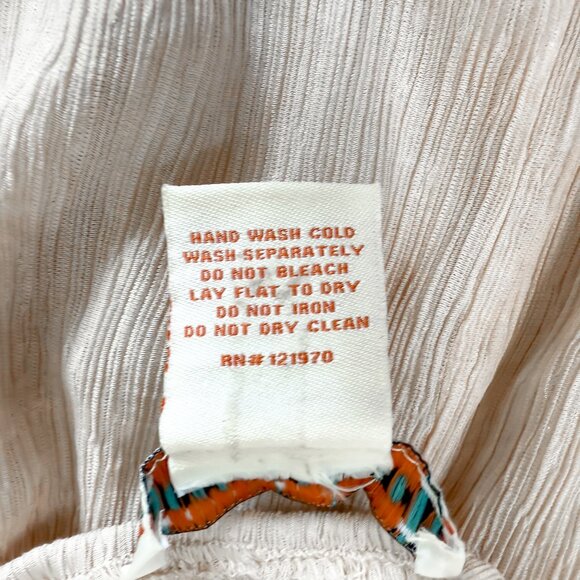 HAND WASH COLD
WASH SEPARATELY
DO NOT BLEACH
LAY FLAT TO DRY
DO NOT IRON
DO NOT DRY CLEAN
RN# 121970